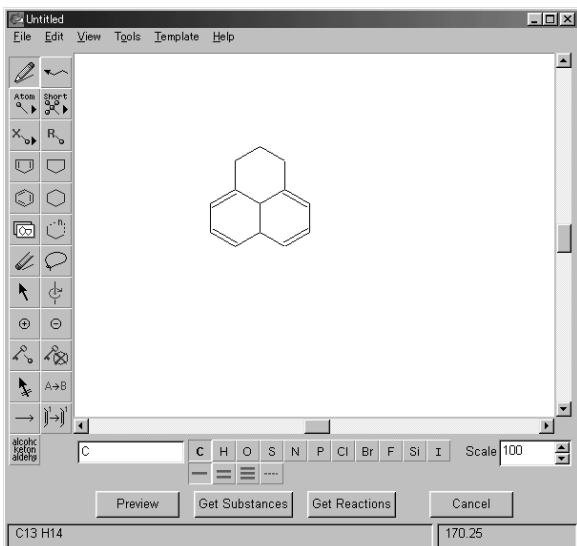 Untitled
File Edit View Tools Template Help
Atom Short
X R
n
A→B
alcohc
keton
aldehy
C
C H O S N P Cl Br F Si I
Scale 100
Preview Get Substances Get Reactions Cancel
C13 H14 170.25